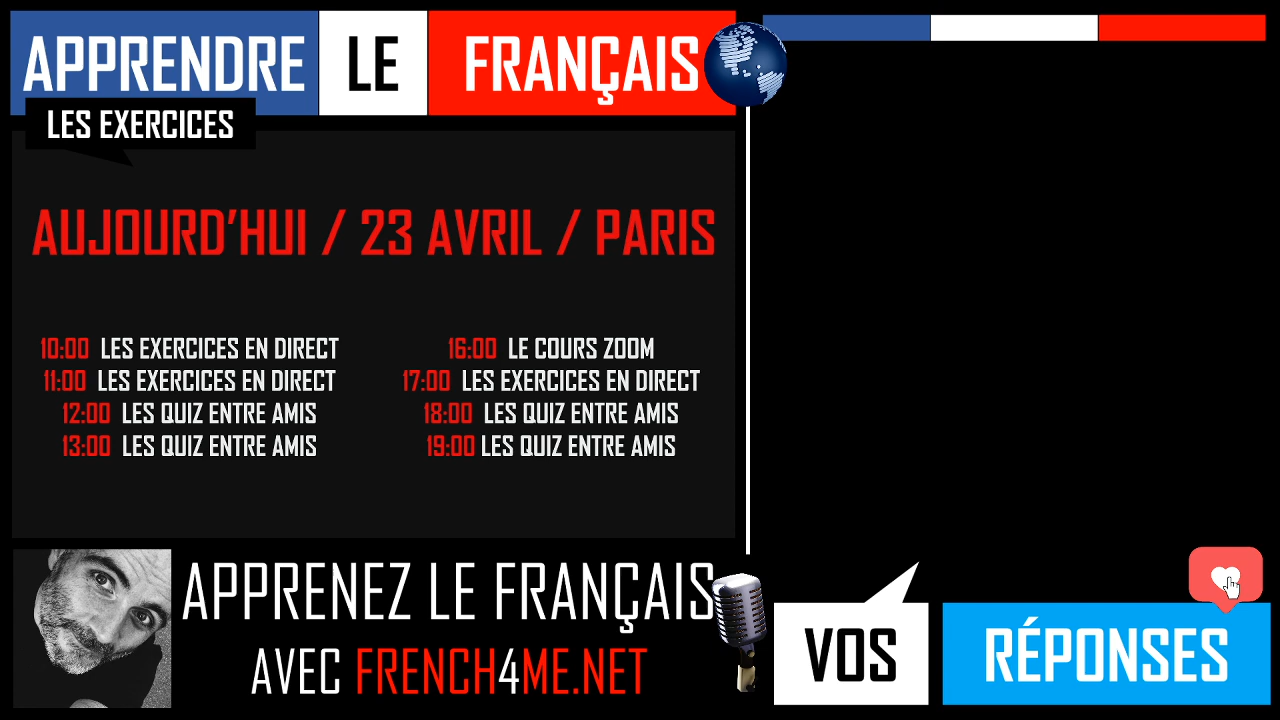 APPRENDRE LE FRANÇAIS
LES EXERCICES
AUJOURD'HUI / 23 AVRIL / PARIS
10:00 LES EXERCICES EN DIRECT
11:00 LES EXERCICES EN DIRECT
12:00 LES QUIZ ENTRE AMIS
13:00 LES QUIZ ENTRE AMIS
16:00 LE COURS ZOOM
17:00 LES EXERCICES EN DIRECT
18:00 LES QUIZ ENTRE AMIS
19:00 LES QUIZ ENTRE AMIS
APPRENEZ LE FRANÇAIS
AVEC FRENCH4ME.NET
VOS RÉPONSES